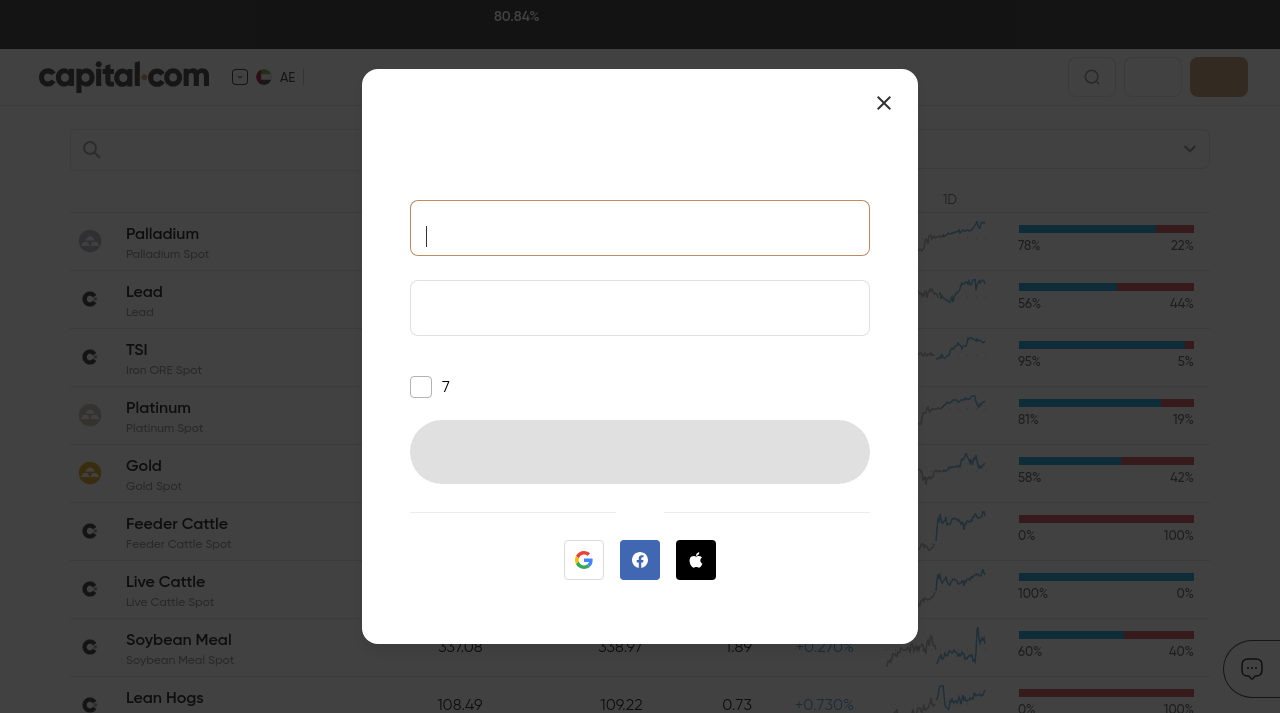 80.84%
capital.com
AE
1D
Palladium
Palladium Spot
78% 22%
Lead
Lead
56% 44%
TSI
Iron ORE Spot
95% 5%
7
Platinum
Platinum Spot
81% 19%
Gold
Gold Spot
58% 42%
Feeder Cattle
Feeder Cattle Spot
0% 100%
Live Cattle
Live Cattle Spot
100% 0%
Soybean Meal
Soybean Meal Spot
337.08 338.97 1.89 +0.270%
60% 40%
Lean Hogs
108.49 109.22 0.73 +0.730%
0% 100%